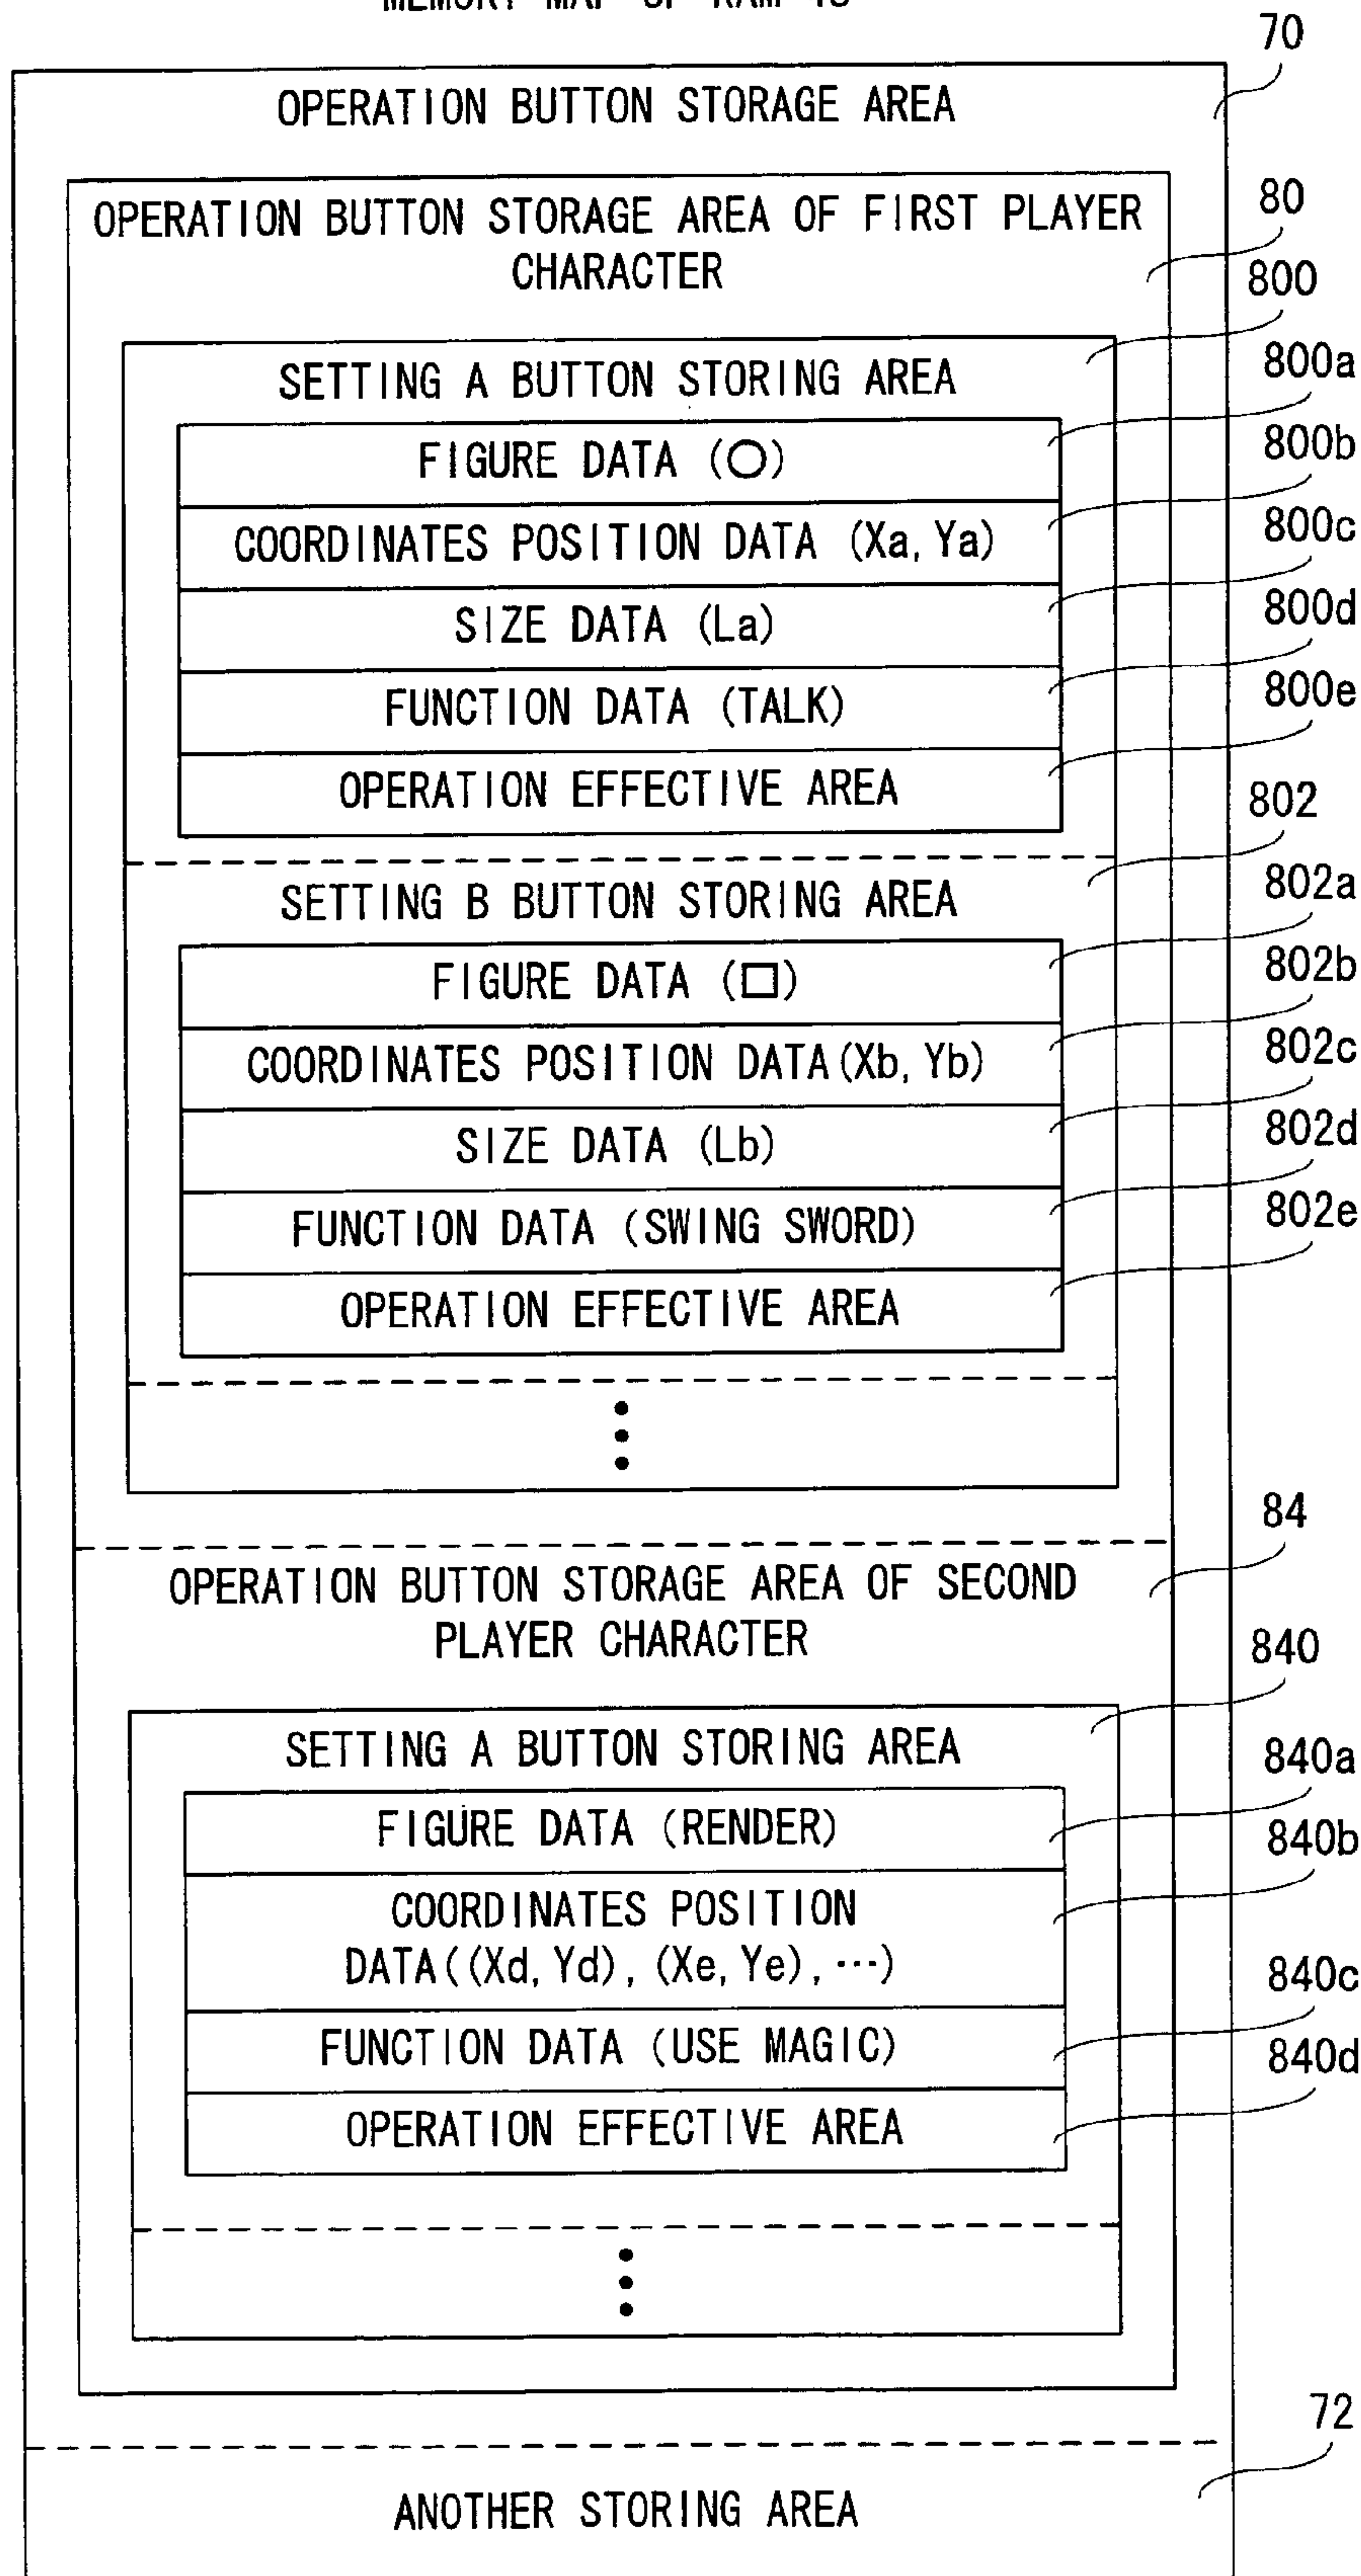 70
OPERATION BUTTON STORAGE AREA
80
OPERATION BUTTON STORAGE AREA OF FIRST PLAYER
CHARACTER
800
SETTING A BUTTON STORING AREA
800a
FIGURE DATA (○)
800b
COORDINATES POSITION DATA (Xa, Ya)
800c
SIZE DATA (La)
800d
FUNCTION DATA (TALK)
800e
OPERATION EFFECTIVE AREA
802
SETTING B BUTTON STORING AREA
802a
FIGURE DATA (□)
802b
COORDINATES POSITION DATA(Xb, Yb)
802c
SIZE DATA (Lb)
802d
FUNCTION DATA (SWING SWORD)
802e
OPERATION EFFECTIVE AREA
84
OPERATION BUTTON STORAGE AREA OF SECOND
PLAYER CHARACTER
840
SETTING A BUTTON STORING AREA
840a
FIGURE DATA (RENDER)
840b
COORDINATES POSITION
DATA((Xd, Yd), (Xe, Ye), ···)
840c
FUNCTION DATA (USE MAGIC)
840d
OPERATION EFFECTIVE AREA
72
ANOTHER STORING AREA